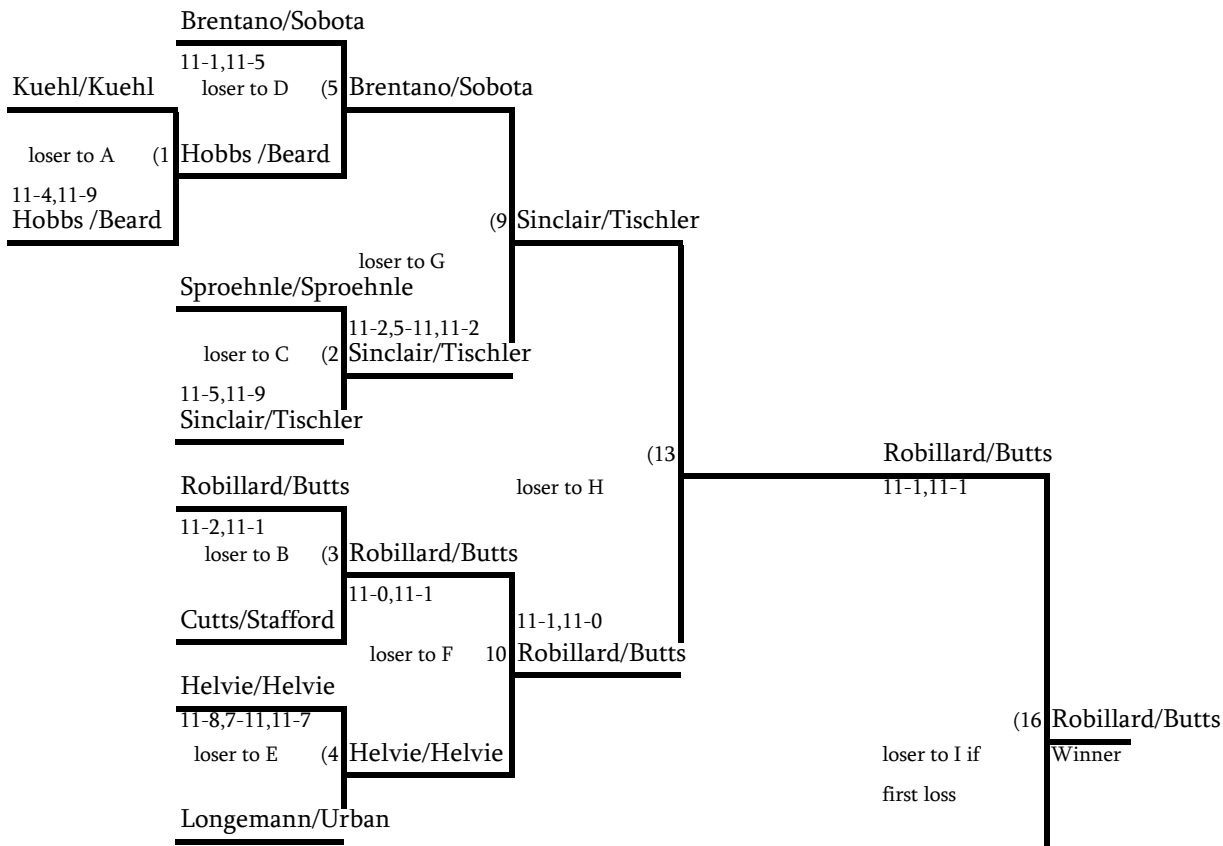 Brentano/Sobota
11-1,11-5
Kuehl/Kuehl
loser to D (5 Brentano/Sobota
loser to A (1 Hobbs /Beard
11-4,11-9
Hobbs /Beard
(9 Sinclair/Tischler
loser to G
Sproehnle/Sproehnle
11-2,5-11,11-2
loser to C (2 Sinclair/Tischler
11-5,11-9
Sinclair/Tischler
(13 Robillard/Butts
Robillard/Butts
loser to H
11-1,11-1
11-2,11-1
loser to B (3 Robillard/Butts
11-0,11-1
Cutts/Stafford
11-1,11-0
loser to F 10 Robillard/Butts
Helvie/Helvie
11-8,7-11,11-7
(16 Robillard/Butts
loser to E (4 Helvie/Helvie
loser to I if Winner
first loss
Longemann/Urban